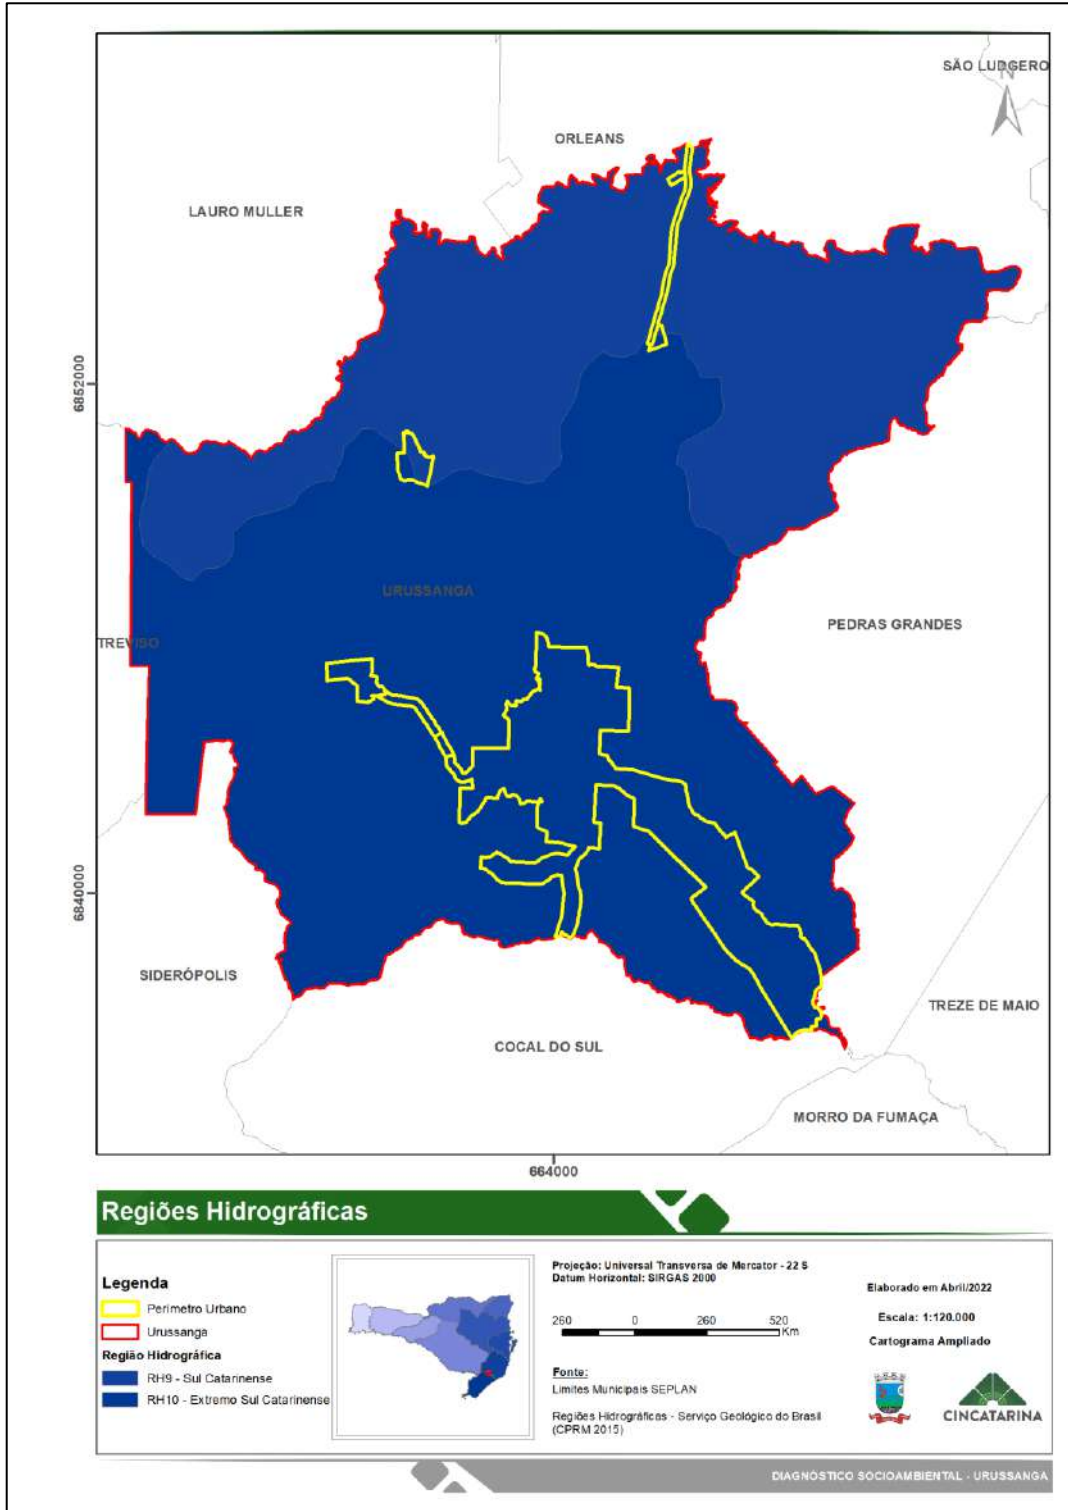 SÃO LUDGERO
N
ORLEANS
LAURO MULLER
6852000
URUSSANGA
PEDRAS GRANDES
TREVISO
6840000
SIDERÓPOLIS
TREZE DE MAIO
COCAL DO SUL
MORRO DA FUMAÇA
664000
Regiões Hidrográficas
Legenda
Perímetro Urbano
Urussanga
Região Hidrográfica
RH9 - Sul Catarinense
RH10 - Extremo Sul Catarinense
Projeção: Universal Transversa de Mercator - 22 S
Datum Horizontal: SIRGAS 2000
260 0 260 520
Km
Fonte:
Limites Municipais SEPLAN
Regiões Hidrográficas - Serviço Geológico do Brasil
(CPRM 2015)
Elaborado em Abril/2022
Escala: 1:120.000
Cartograma Ampliado
CINCATARINA
DIAGNÓSTICO SOCIOAMBIENTAL - URUSSANGA